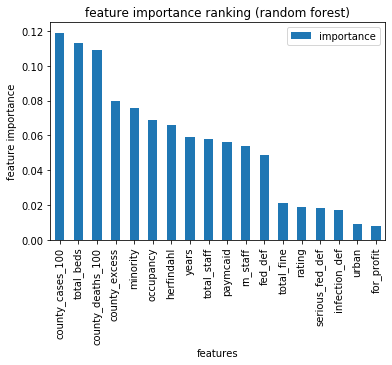 feature importance ranking (random forest)
importance
feature importance
0.12
0.10
0.08
0.06
0.04
0.02
0.00
county_cases_100
total_beds
county_deaths_100
county_excess
minority
occupancy
herfindahl
years
total_staff
paymcaid
rn_staff
fed_def
total_fine
rating
serious_fed_def
infection_def
urban
for_profit
features